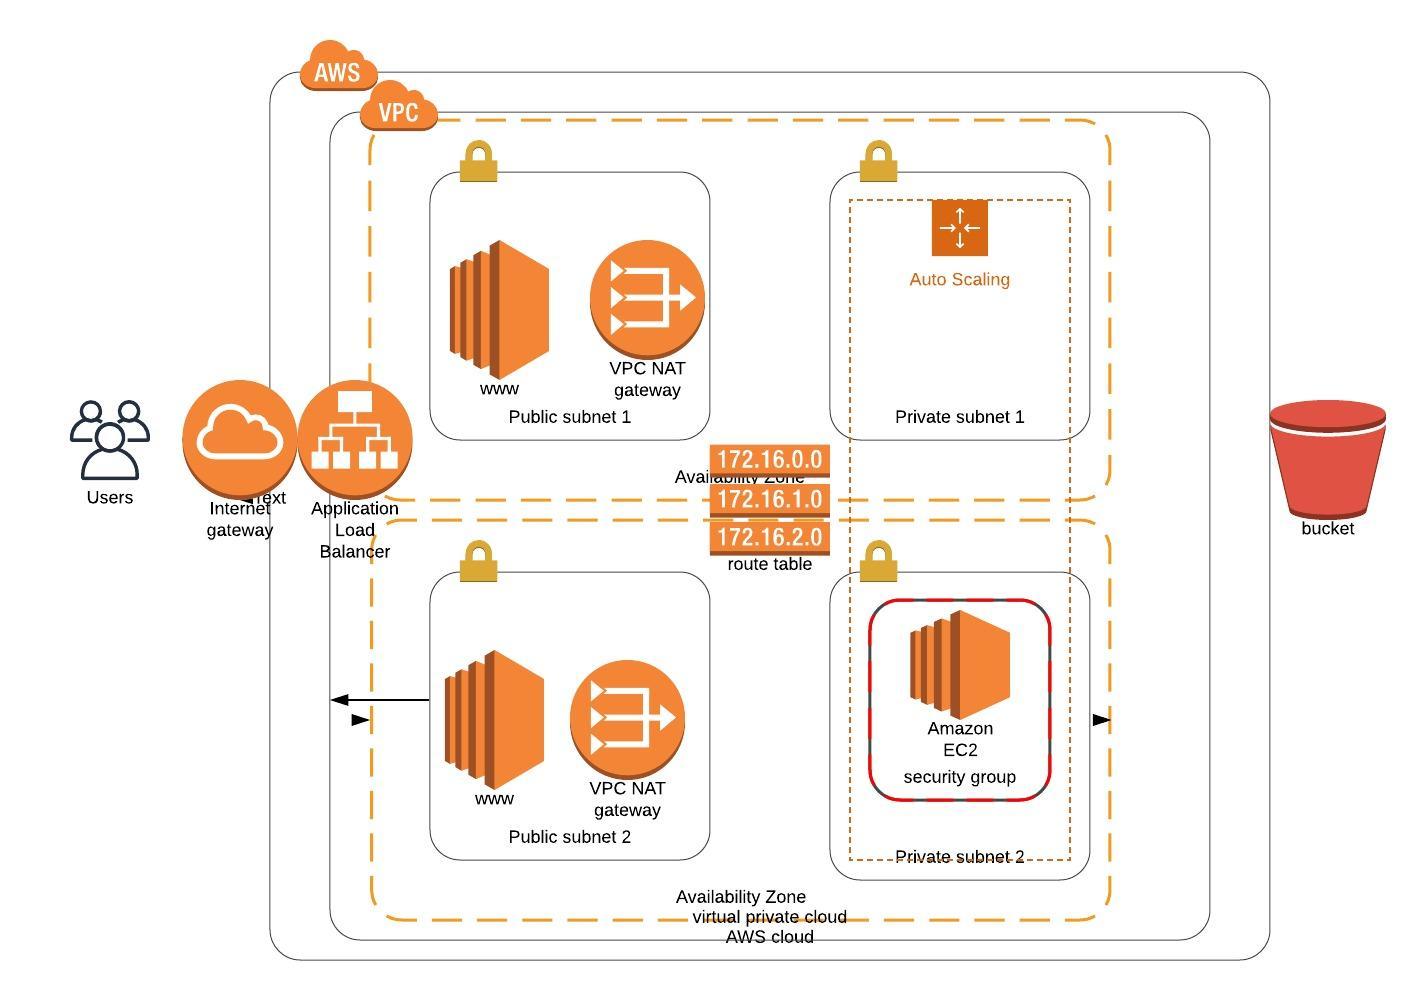 AWS
VPC
Auto Scaling
www
VPC NAT
gateway
Public subnet 1
Private subnet 1
172.16.0.0
Availability Zone
172.16.1.0
172.16.2.0
route table
Users
Internet
gateway
Application
Load
Balancer
bucket
Amazon
EC2
security group
www
VPC NAT
gateway
Public subnet 2
Private subnet 2
Availability Zone
virtual private cloud
AWS cloud